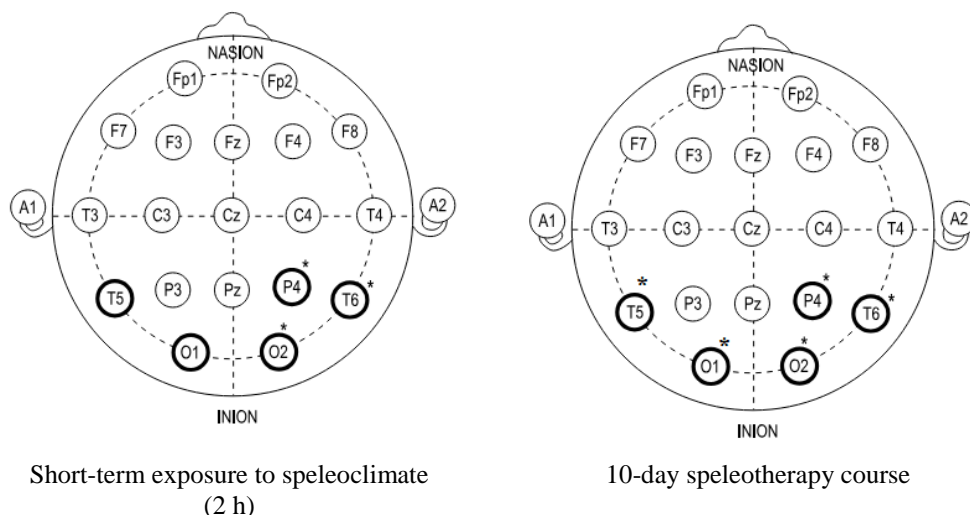 NASION
Fp1 Fp2
F7 F3 Fz F4 F8
A1 T3 C3 Cz C4 T4 A2
T5 P3 Pz P4* T6*
O1 O2*
INION
Short-term exposure to speleoclimate
(2 h)
NASION
Fp1 Fp2
F7 F3 Fz F4 F8
A1 T3 C3 Cz C4 T4 A2
T5* P3 Pz P4* T6*
O1* O2*
INION
10-day speleotherapy course